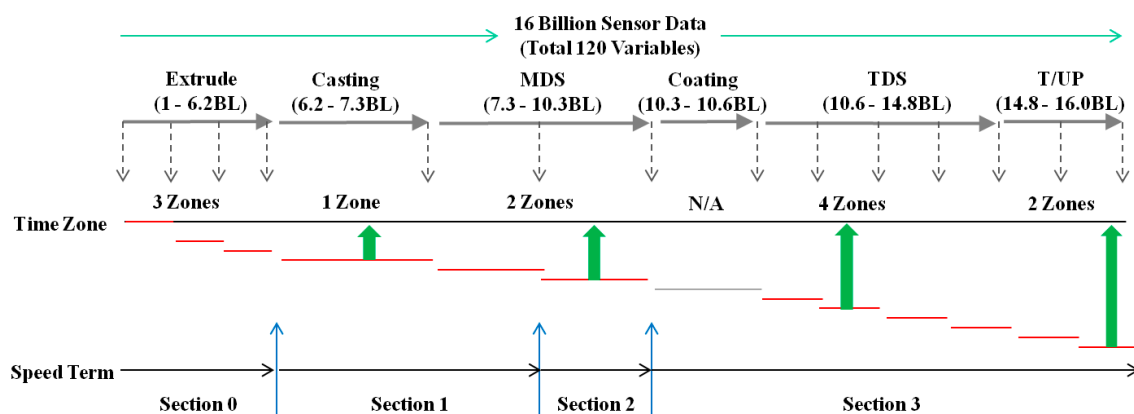 16 Billion Sensor Data
(Total 120 Variables)
Extrude Casting MDS Coating TDS T/UP
(1 - 6.2BL) (6.2 - 7.3BL) (7.3 - 10.3BL) (10.3 - 10.6BL) (10.6 - 14.8BL) (14.8 - 16.0BL)
3 Zones 1 Zone 2 Zones N/A 4 Zones 2 Zones
Time Zone
Speed Term
Section 0 Section 1 Section 2 Section 3